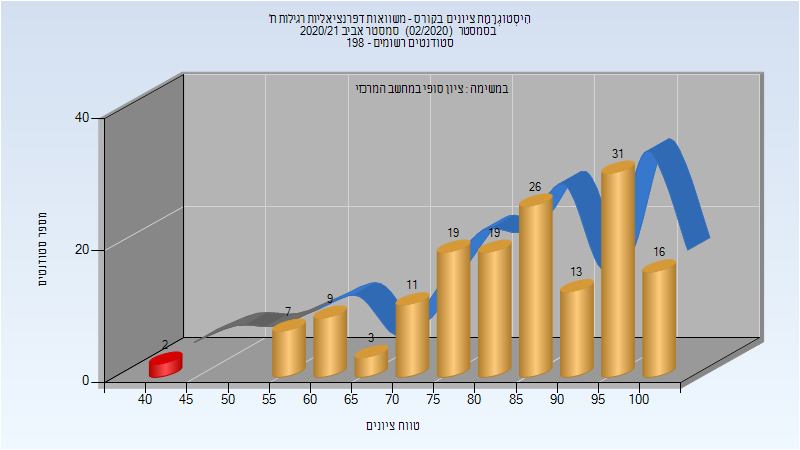 הִיסְטוֹגְרָמַת ציונים בקורס - משוואות דפרנציאליות רגילות ת'
בסמסטר (02/2020) סמסטר אביב 2020/21
סטודנטים רשומים - 198
במשימה : ציון סופי במחשב המרכזי
מספר סטודנטים
40
20
0
2
7
9
3
11
19
19
26
13
31
16
40 45 50 55 60 65 70 75 80 85 90 95 100
טווח ציונים